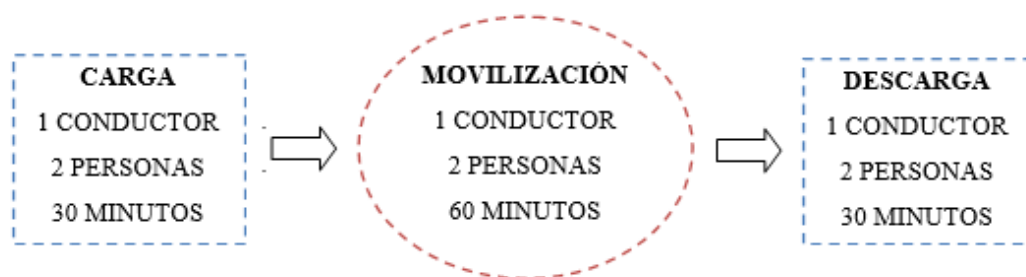 CARGA
1 CONDUCTOR
2 PERSONAS
30 MINUTOS
MOVILIZACIÓN
1 CONDUCTOR
2 PERSONAS
60 MINUTOS
DESCARGA
1 CONDUCTOR
2 PERSONAS
30 MINUTOS